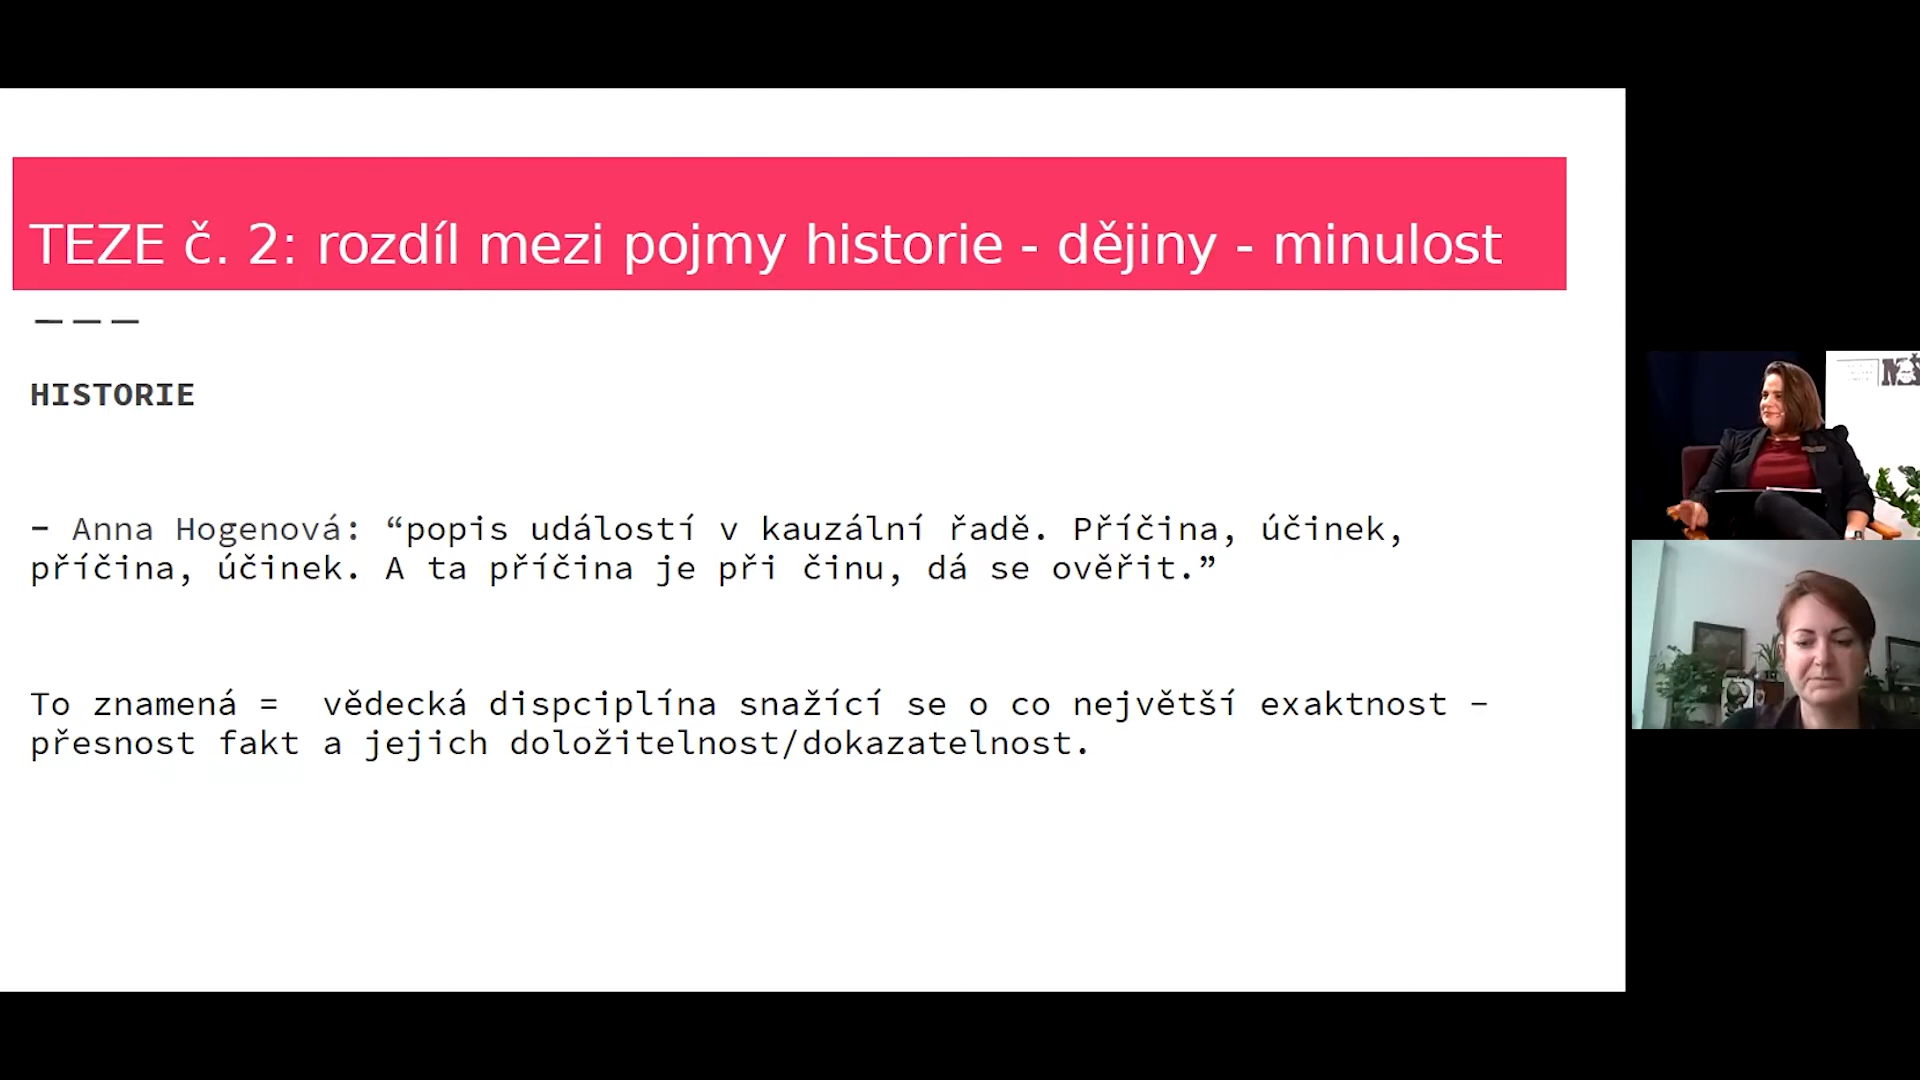 TEZE č. 2: rozdíl mezi pojmy historie - dějiny - minulost
HISTORIE
– Anna Hogenová: “popis událostí v kauzální řadě. Příčina, účinek,
příčina, účinek. A ta příčina je při činu, dá se ověřit.”
To znamená =  vědecká dispciplína snažící se o co největší exaktnost –
přesnost fakt a jejich doložitelnost/dokazatelnost.